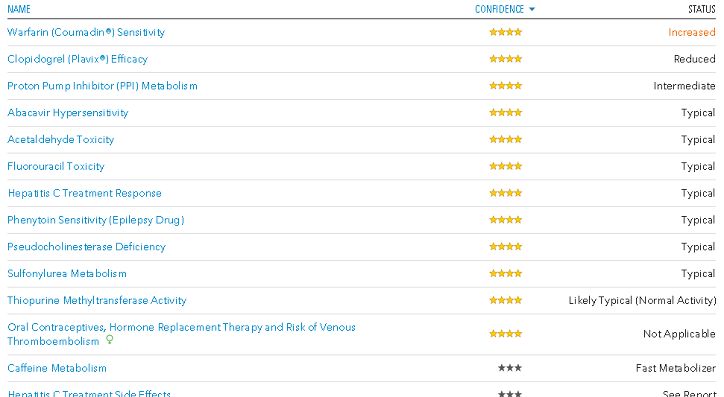 NAME CONFIDENCE STATUS
Warfarin (Coumadin®) Sensitivity Increased
Clopidogrel (Plavix®) Efficacy Reduced
Proton Pump Inhibitor (PPI) Metabolism Intermediate
Abacavir Hypersensitivity Typical
Acetaldehyde Toxicity Typical
Fluorouracil Toxicity Typical
Hepatitis C Treatment Response Typical
Phenytoin Sensitivity (Epilepsy Drug) Typical
Pseudocholinesterase Deficiency Typical
Sulfonylurea Metabolism Typical
Thiopurine Methyltransferase Activity Likely Typical (Normal Activity)
Oral Contraceptives, Hormone Replacement Therapy and Risk of Venous
Thromboembolism Not Applicable
Caffeine Metabolism Fast Metabolizer
Hepatitis C Treatment Side Effects See Report